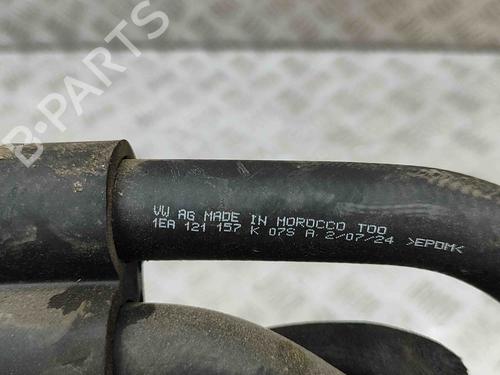 B-PARTS
VW AG MADE IN MOROCCO TOO
1EA 121 157 K 07S A 2/07/24 >EPDM<